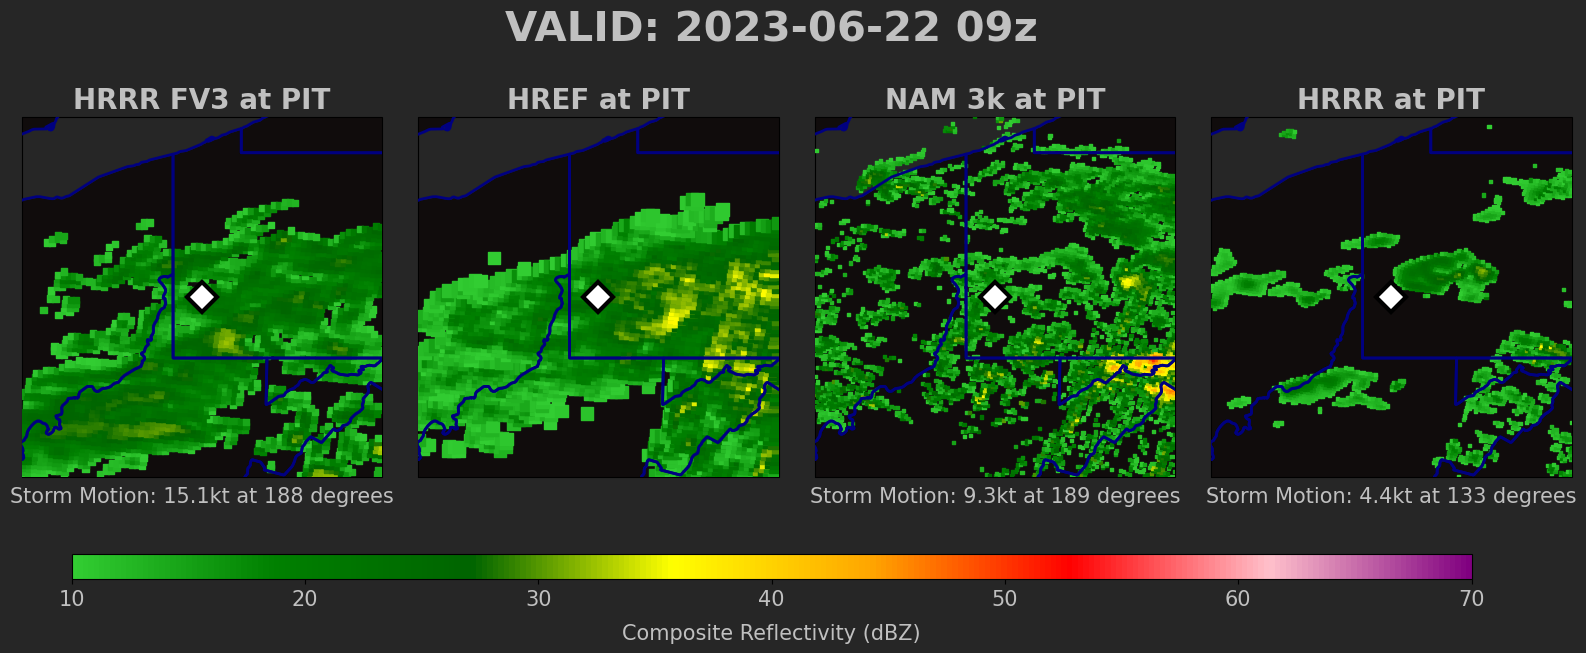 VALID: 2023-06-22 09z
HRRR FV3 at PIT
HREF at PIT
NAM 3k at PIT
HRRR at PIT
Storm Motion: 15.1kt at 188 degrees
Storm Motion: 9.3kt at 189 degrees
Storm Motion: 4.4kt at 133 degrees
10 20 30 40 50 60 70
Composite Reflectivity (dBZ)